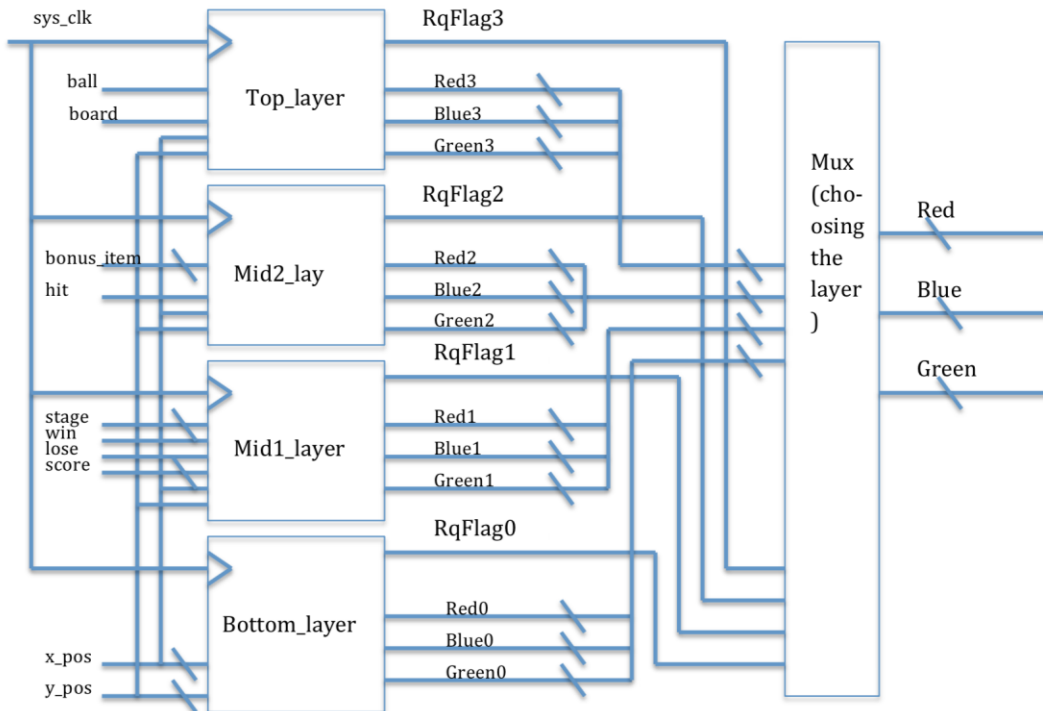 sys_clk
RqFlag3
ball
Red3
board
Top_layer
Blue3
Green3
RqFlag2
bonus_item
Mid2_lay
Red2
hit
Blue2
Green2
RqFlag1
stage
win
lose
score
Mid1_layer
Red1
Blue1
Green1
RqFlag0
Bottom_layer
Red0
Blue0
Green0
x_pos
y_pos
Mux
(cho-
osing
the
layer
)
Red
Blue
Green